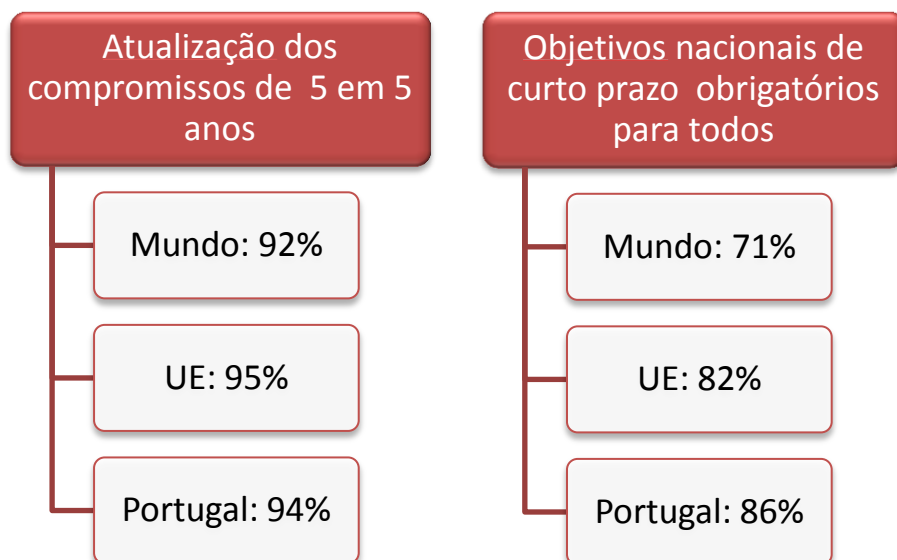 Atualização dos
compromissos de 5 em 5
anos
Mundo: 92%
UE: 95%
Portugal: 94%
Objetivos nacionais de
curto prazo obrigatórios
para todos
Mundo: 71%
UE: 82%
Portugal: 86%